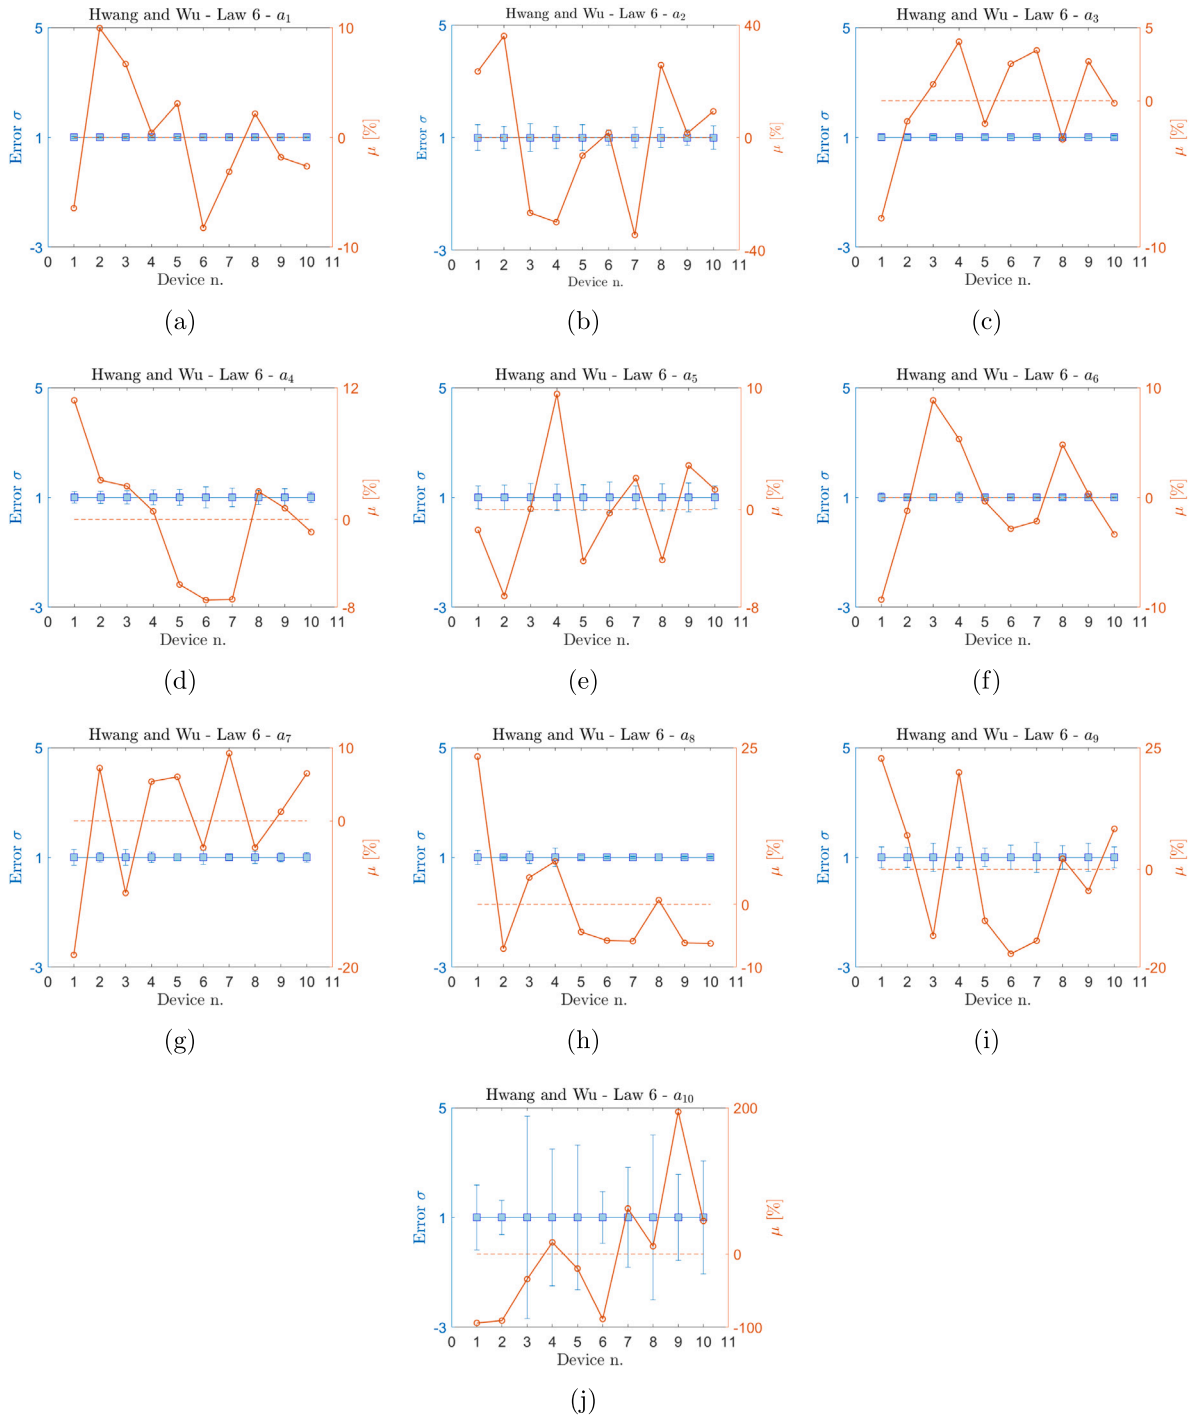 Hwang and Wu - Law 6 - a1
5
1
-3
Error σ
10
0
-10
μ [%]
0 1 2 3 4 5 6 7 8 9 10 11
Device n.
(a)
Hwang and Wu - Law 6 - a2
5
1
-3
Error σ
40
0
-40
μ [%]
0 1 2 3 4 5 6 7 8 9 10 11
Device n.
(b)
Hwang and Wu - Law 6 - a3
5
1
-3
Error σ
5
0
-10
μ [%]
0 1 2 3 4 5 6 7 8 9 10 11
Device n.
(c)
Hwang and Wu - Law 6 - a4
5
1
-3
Error σ
12
0
-8
μ [%]
0 1 2 3 4 5 6 7 8 9 10 11
Device n.
(d)
Hwang and Wu - Law 6 - a5
5
1
-3
Error σ
10
0
-8
μ [%]
0 1 2 3 4 5 6 7 8 9 10 11
Device n.
(e)
Hwang and Wu - Law 6 - a6
5
1
-3
Error σ
10
0
-10
μ [%]
0 1 2 3 4 5 6 7 8 9 10 11
Device n.
(f)
Hwang and Wu - Law 6 - a7
5
1
-3
Error σ
10
0
-20
μ [%]
0 1 2 3 4 5 6 7 8 9 10 11
Device n.
(g)
Hwang and Wu - Law 6 - a8
5
1
-3
Error σ
25
0
-10
μ [%]
0 1 2 3 4 5 6 7 8 9 10 11
Device n.
(h)
Hwang and Wu - Law 6 - a9
5
1
-3
Error σ
25
0
-20
μ [%]
0 1 2 3 4 5 6 7 8 9 10 11
Device n.
(i)
Hwang and Wu - Law 6 - a10
5
1
-3
Error σ
200
0
-100
μ [%]
0 1 2 3 4 5 6 7 8 9 10 11
Device n.
(j)